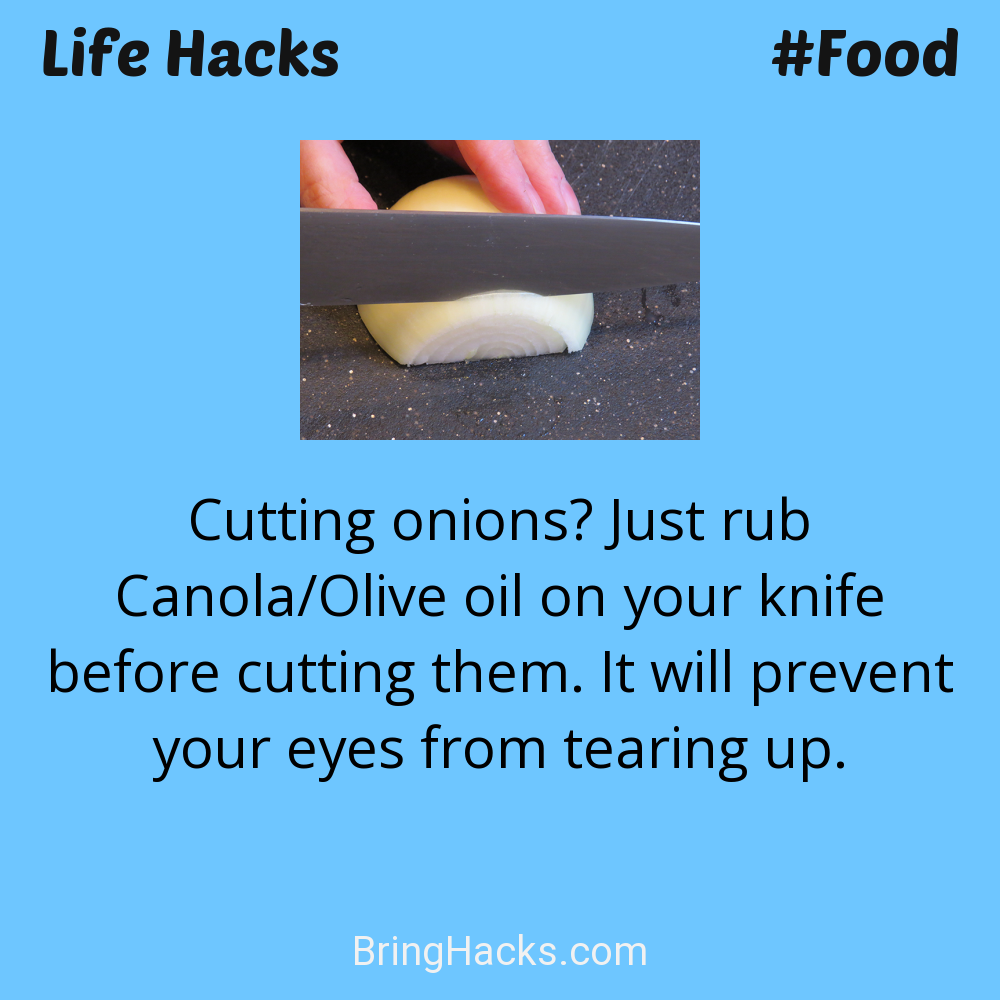 Life Hacks
#Food
Cutting onions? Just rub
Canola/Olive oil on your knife
before cutting them. It will prevent
your eyes from tearing up.
BringHacks.com